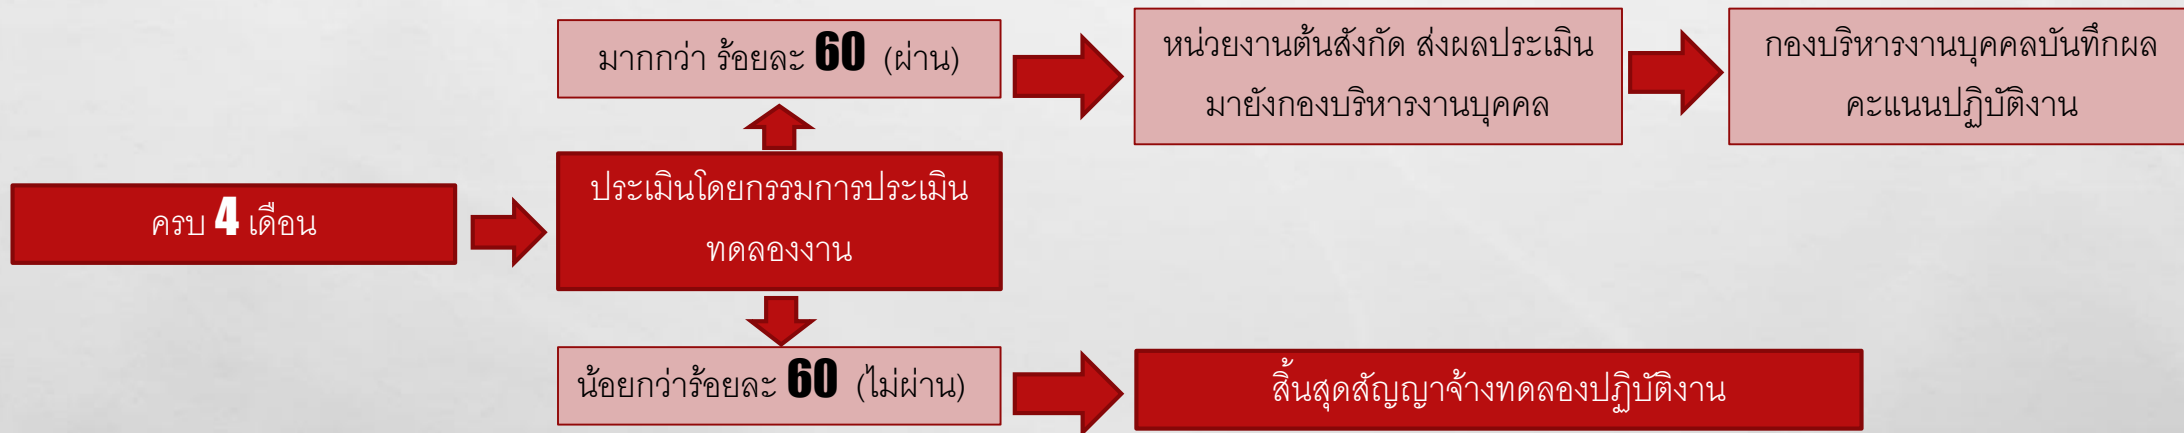 มากกว่า ร้อยละ 60 (ผ่าน)
หน่วยงานต้นสังกัด ส่งผลประเมิน
มายังกองบริหารงานบุคคล
กองบริหารงานบุคคลบันทึกผล
คะแนนปฏิบัติงาน
ครบ 4 เดือน
ประเมินโดยกรรมการประเมิน
ทดลองงาน
น้อยกว่าร้อยละ 60 (ไม่ผ่าน)
สิ้นสุดสัญญาจ้างทดลองปฏิบัติงาน